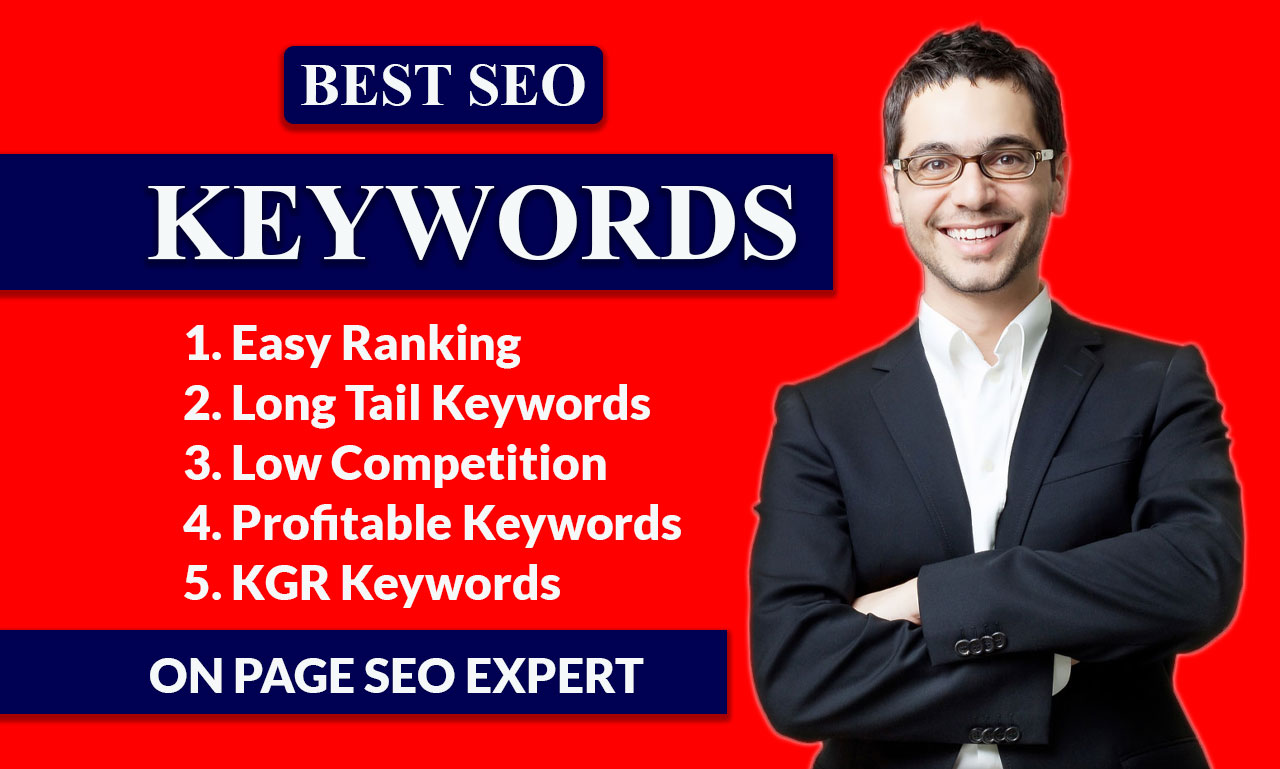 BEST SEO
KEYWORDS
1. Easy Ranking
2. Long Tail Keywords
3. Low Competition
4. Profitable Keywords
5. KGR Keywords
ON PAGE SEO EXPERT